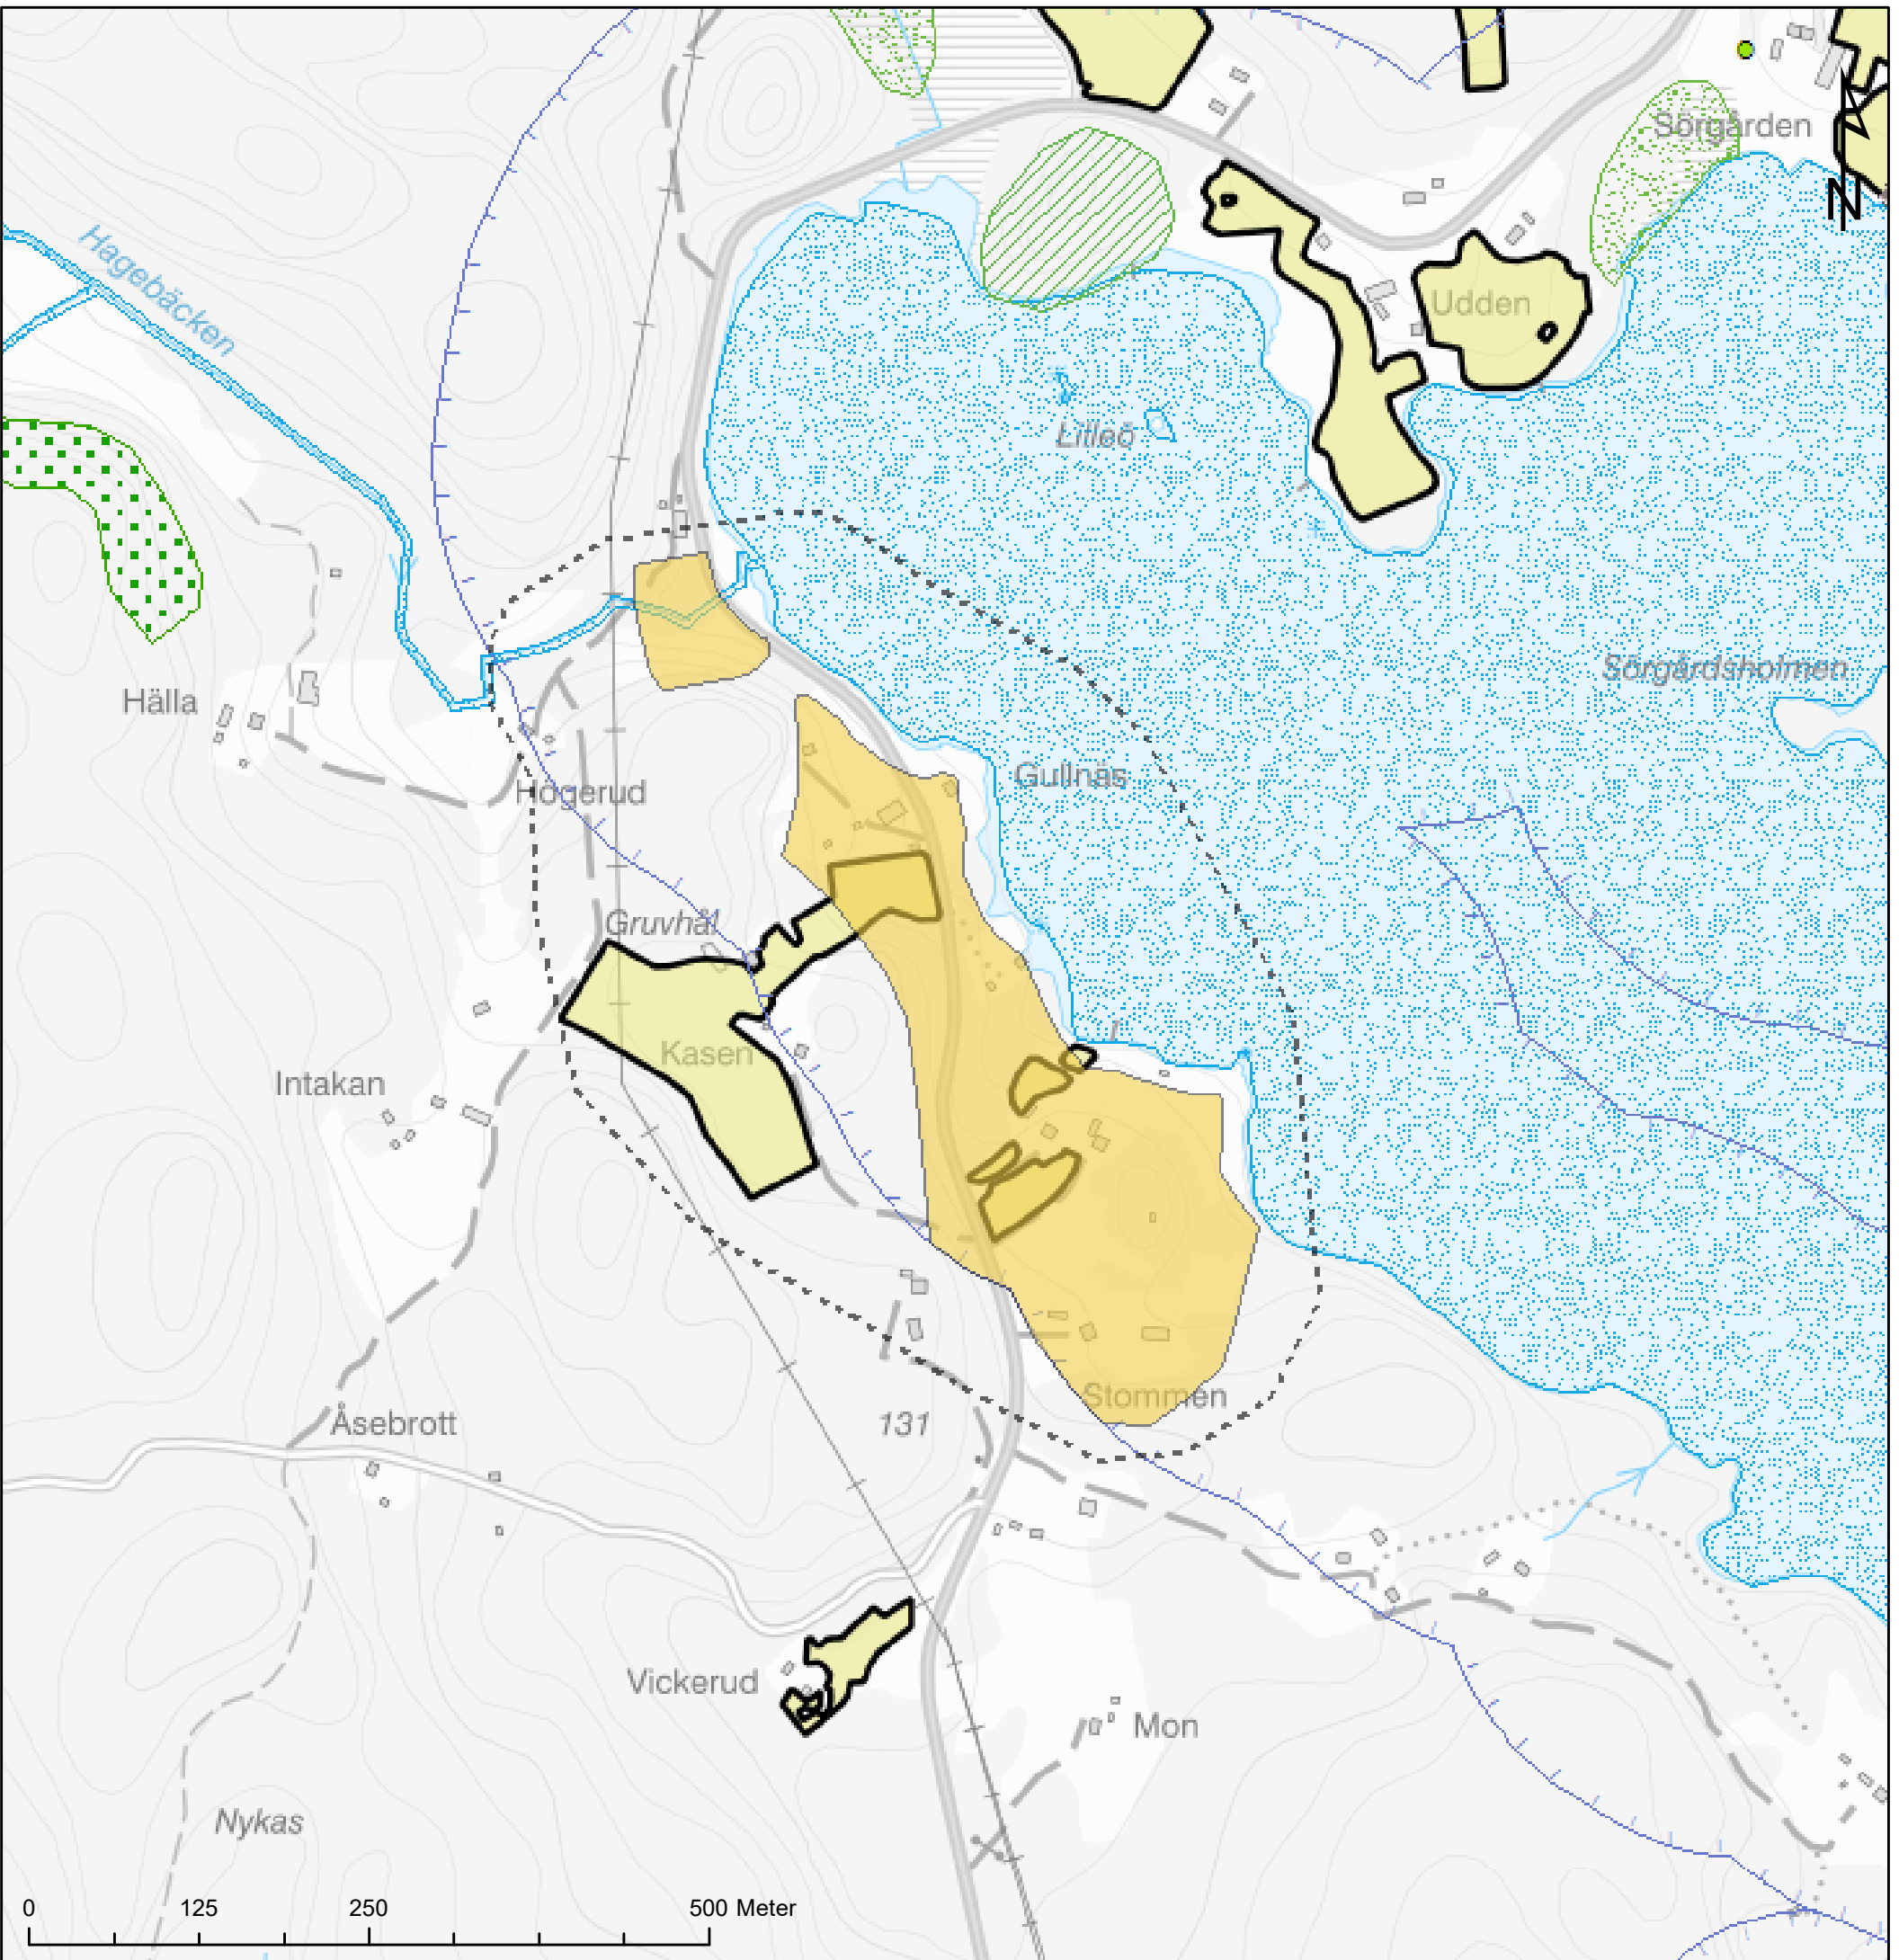 Sörgården
N
Hagebäcken
Udden
Lilleö
Sörgårdsholmen
Hälla
Gullnäs
Högerud
Gruvhål
Kasen
Intakan
Stommen
Åsebrott
131
Vickerud
Mon
Nykas
0 125 250 500 Meter